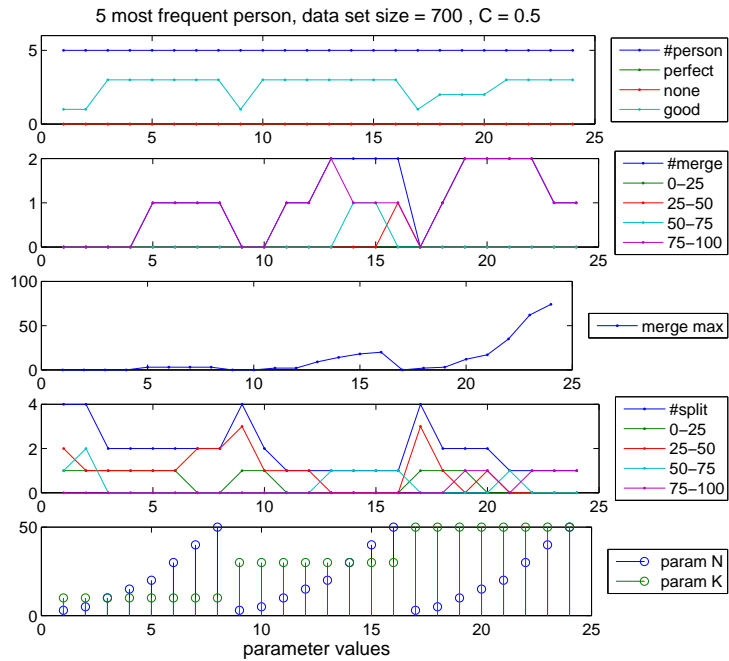 5 most frequent person, data set size = 700 , C = 0.5
5
0
0 5 10 15 20 25
#person
perfect
none
good
2
1
0
0 5 10 15 20 25
#merge
0−25
25−50
50−75
75−100
100
50
0
0 5 10 15 20 25
merge max
4
2
0
0 5 10 15 20 25
#split
0−25
25−50
50−75
75−100
50
0
0 5 10 15 20 25
param N
param K
parameter values